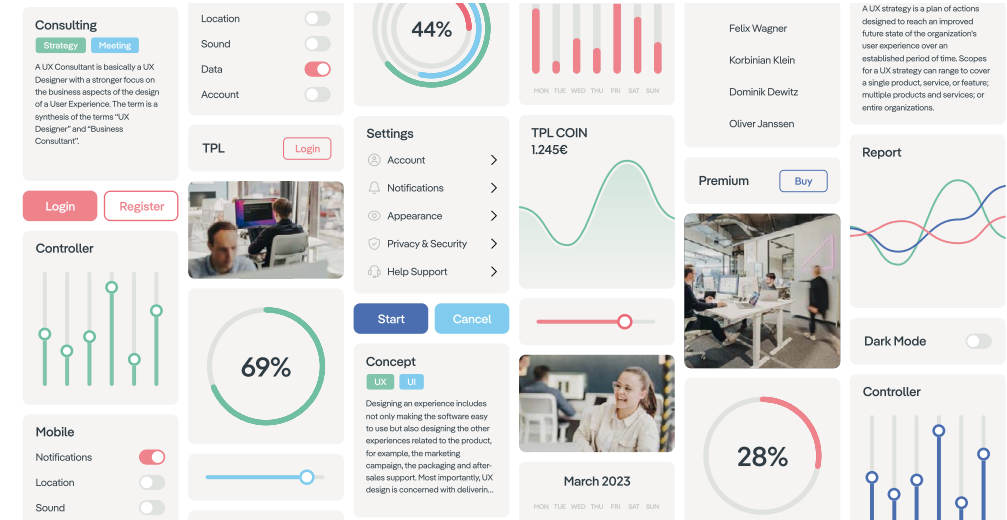 Consulting
Strategy
Meeting
A UX Consultant is basically a UX
Designer with a stronger focus on
the business aspects of the design
of a User Experience. The term is a
synthesis of the terms “UX
Designer” and “Business
Consultant”.
Login
Register
Controller
Mobile
Notifications
Location
Sound
Location
Sound
Data
Account
TPL
Login
69%
44%
Settings
Account
Notifications
Appearance
Privacy & Security
Help Support
Start
Cancel
Concept
UX
UI
Designing an experience includes
not only making the software easy
to use but also designing the other
experiences related to the product,
for example, the marketing
campaign, the packaging and after-
sales support. Most importantly, UX
design is concerned with deliverin...
MON TUE WED THU FRI SAT SUN
TPL COIN
1.245€
March 2023
MON TUE WED THU FRI SAT SUN
Felix Wagner
Korbinian Klein
Dominik Dewitz
Oliver Janssen
Premium
Buy
28%
A UX strategy is a plan of actions
designed to reach an improved
future state of the organization's
user experience over an
established period of time. Scopes
for a UX strategy can range to cover
a single product, service, or feature;
multiple products and services; or
entire organizations.
Report
Dark Mode
Controller